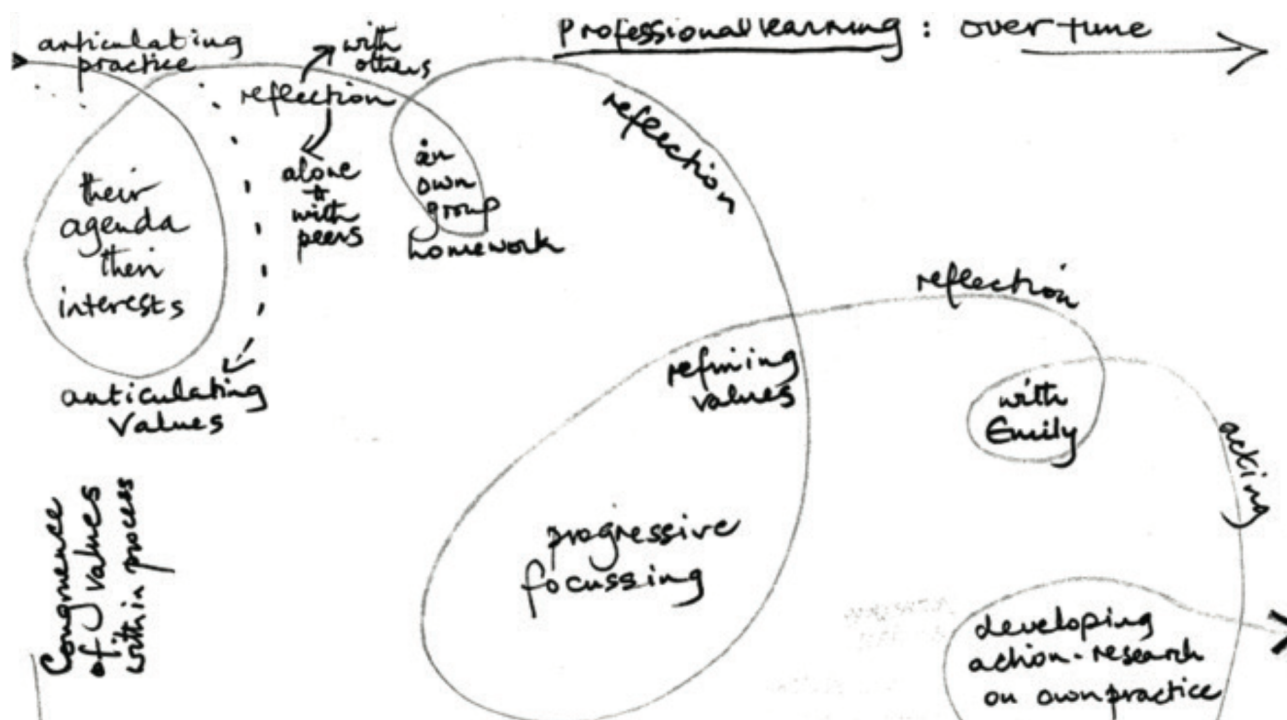 Professional learning : over time
articulating
practice
with
others
reflection
alone
+
with
peers
their
agenda
their
interests
articulating
values
in
own
group
homework
reflection
refining
values
progressive
focussing
reflection
with
Emily
acking
developing
action-research
on own practice
Congruence
of values
within process